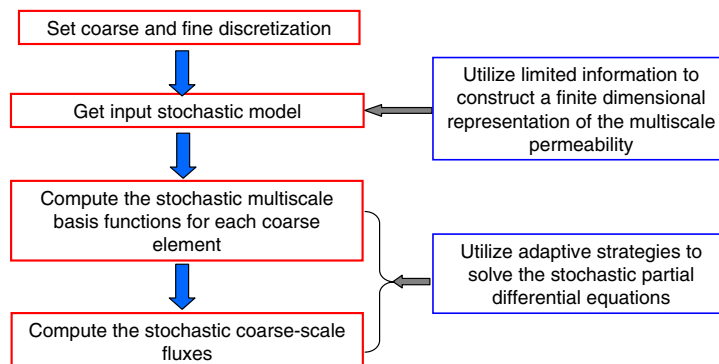 Set coarse and fine discretization
Get input stochastic model
Utilize limited information to
construct a finite dimensional
representation of the multiscale
permeability
Compute the stochastic multiscale
basis functions for each coarse
element
Utilize adaptive strategies to
solve the stochastic partial
differential equations
Compute the stochastic coarse-scale
fluxes